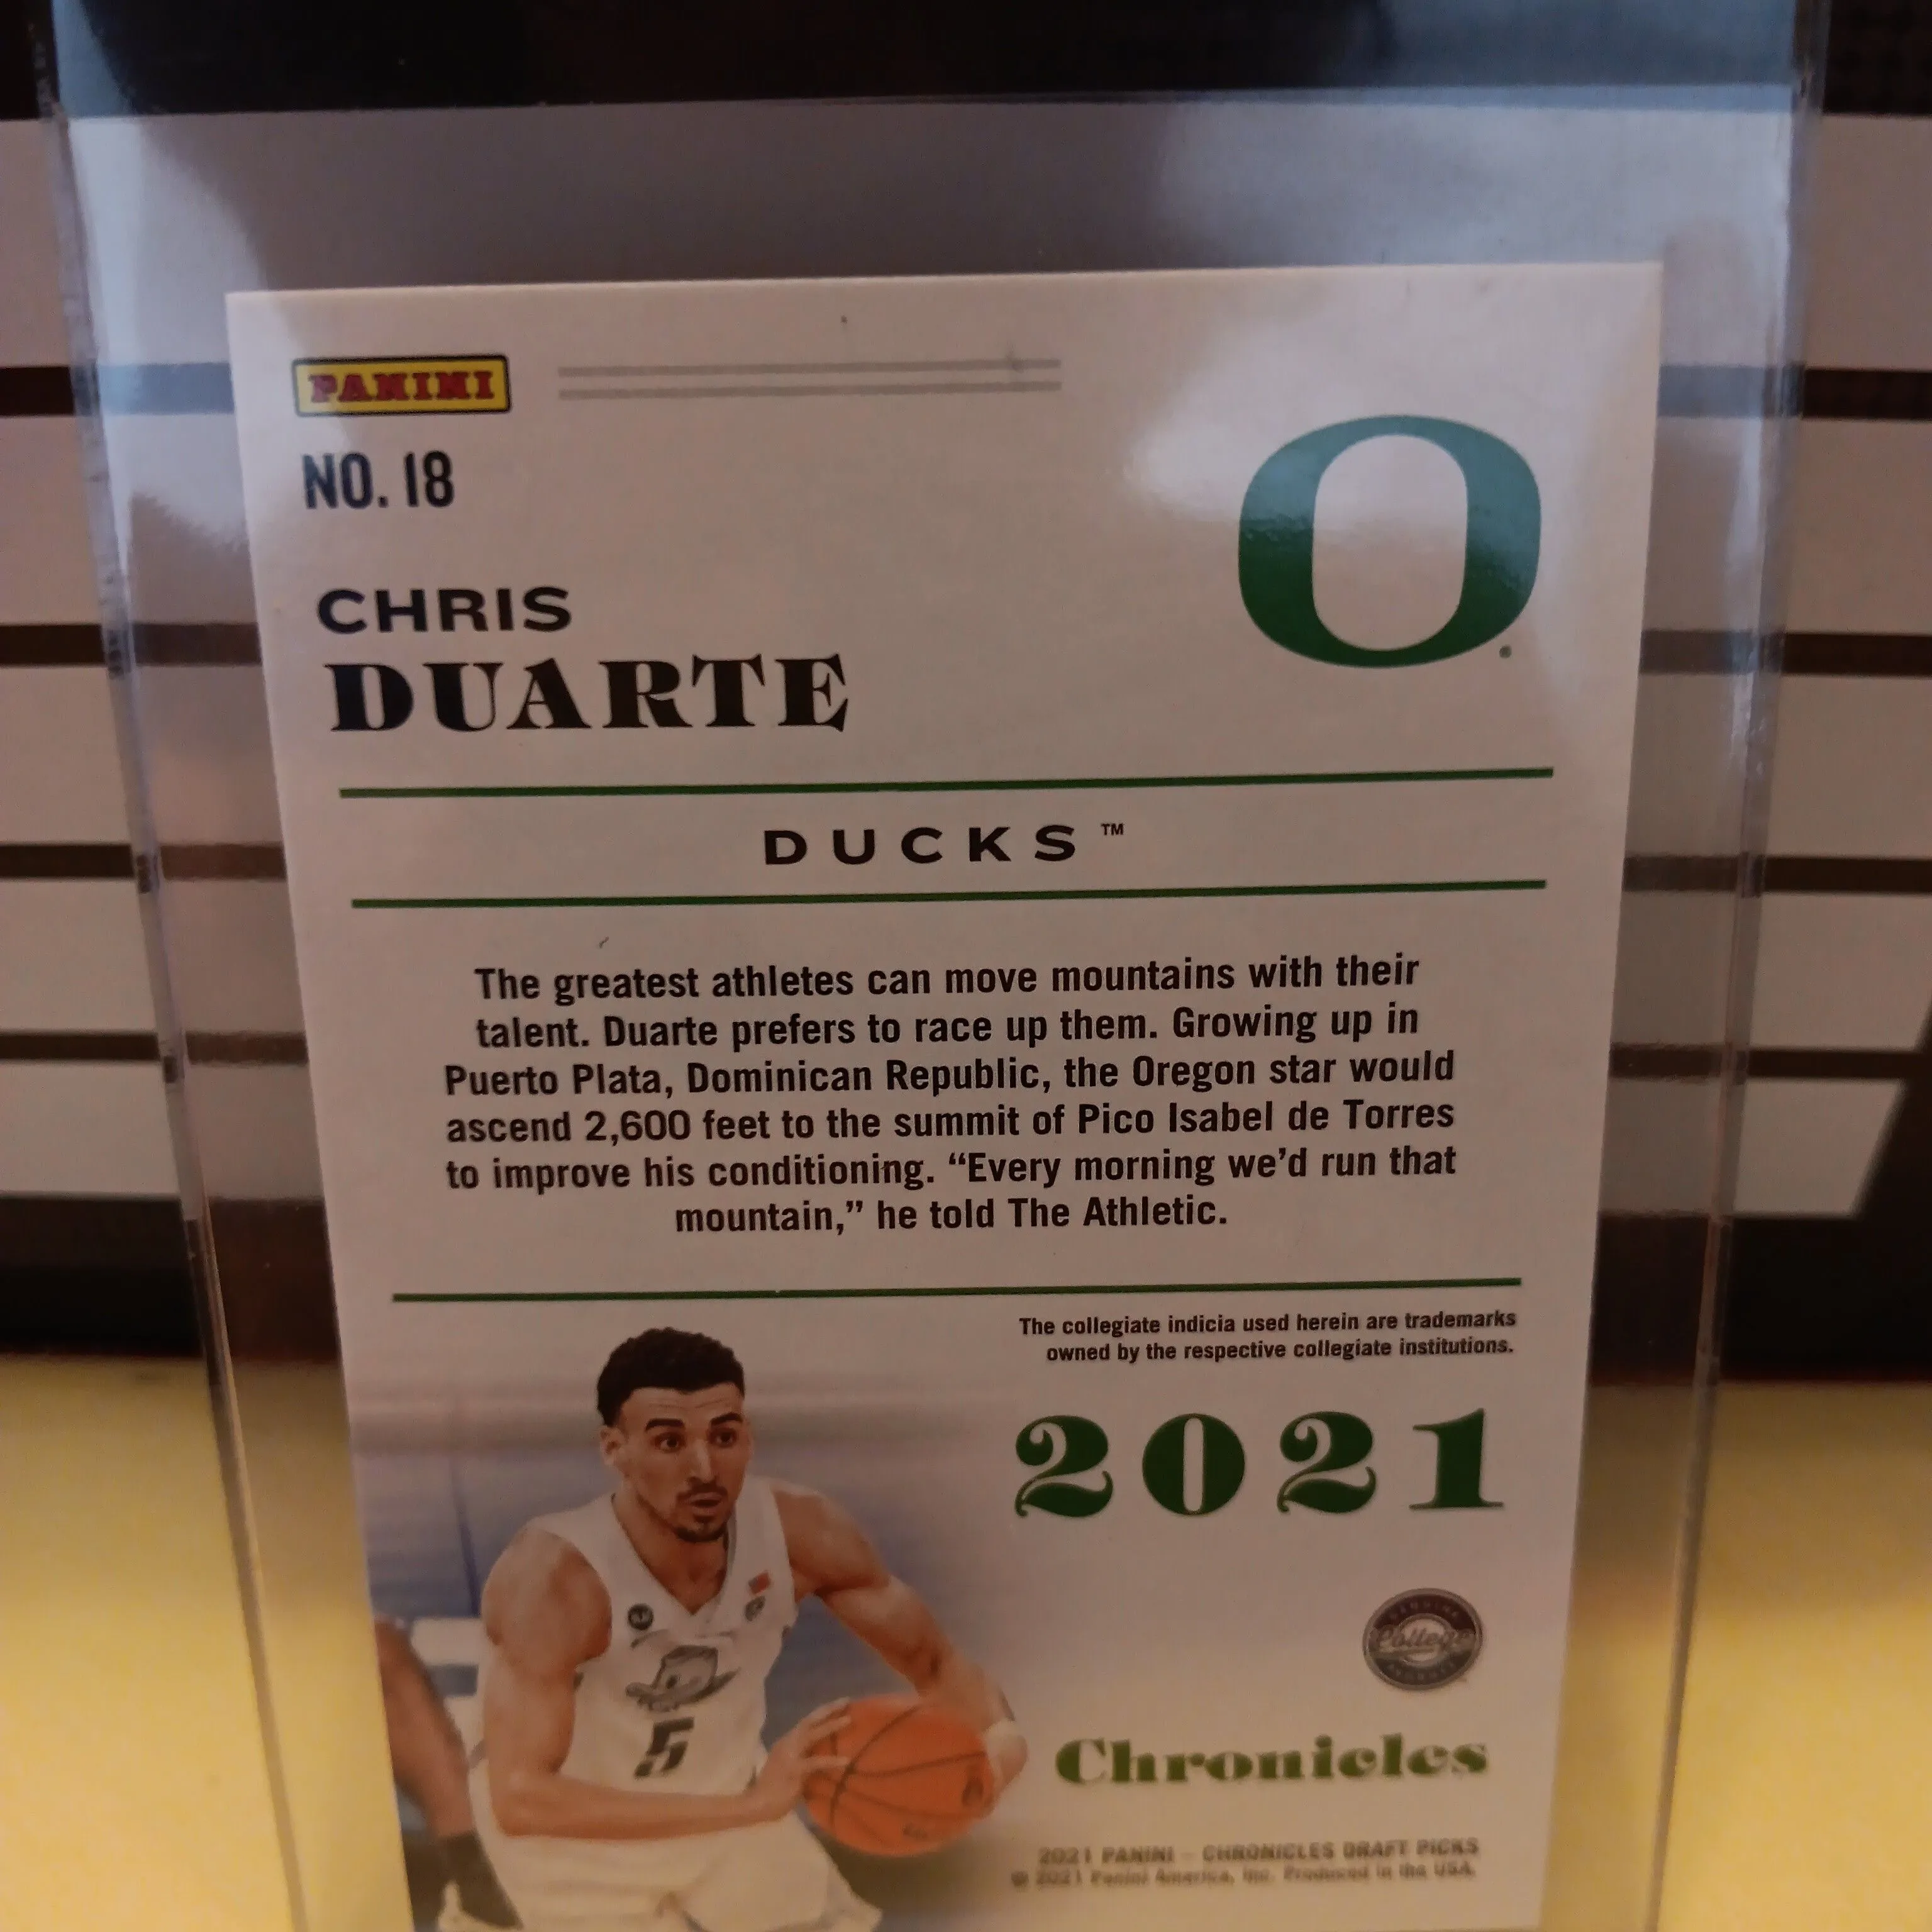 PANINI
NO. 18
O
CHRIS
DUARTE
DUCKS™
The greatest athletes can move mountains with their
talent. Duarte prefers to race up them. Growing up in
Puerto Plata, Dominican Republic, the Oregon star would
ascend 2,600 feet to the summit of Pico Isabel de Torres
to improve his conditioning. “Every morning we’d run that
mountain,” he told The Athletic.
The collegiate indicia used herein are trademarks
owned by the respective collegiate institutions.
2021
5
College
Chronicles
2021 PANINI - CHRONICLES DRAFT PICKS
© 2021 Panini America, Inc. Produced in the USA.